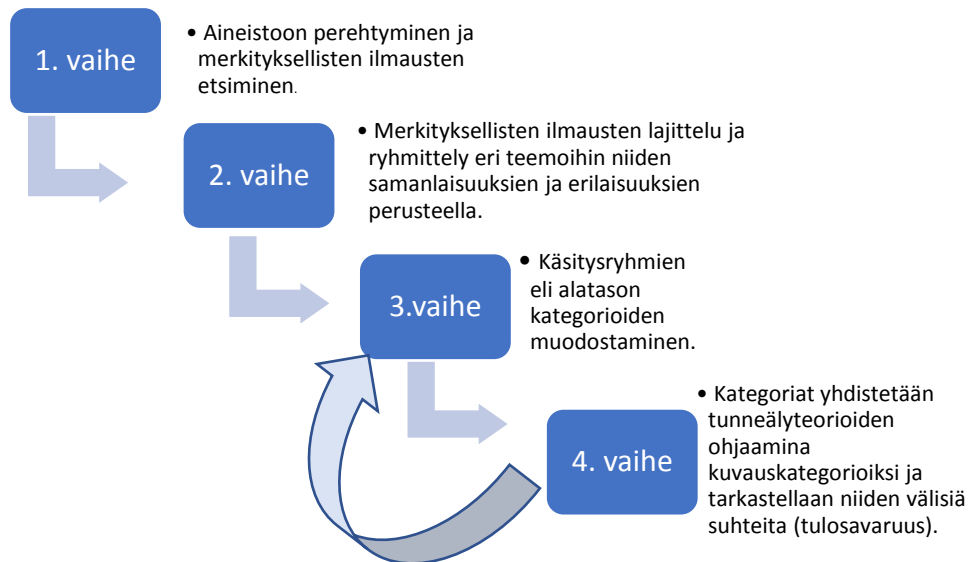 1. vaihe
• Aineistoon perehtyminen ja
merkityksellisten ilmausten
etsiminen.
2. vaihe
• Merkityksellisten ilmausten lajittelu ja
ryhmittely eri teemoihin niiden
samanlaisuuksien ja erilaisuuksien
perusteella.
3.vaihe
• Käsitysryhmien
eli alatason
kategorioiden
muodostaminen.
4. vaihe
• Kategoriat yhdistetään
tunneälyteorioiden
ohjaamina
kuvauskategorioiksi ja
tarkastellaan niiden välisiä
suhteita (tulosavaruus).